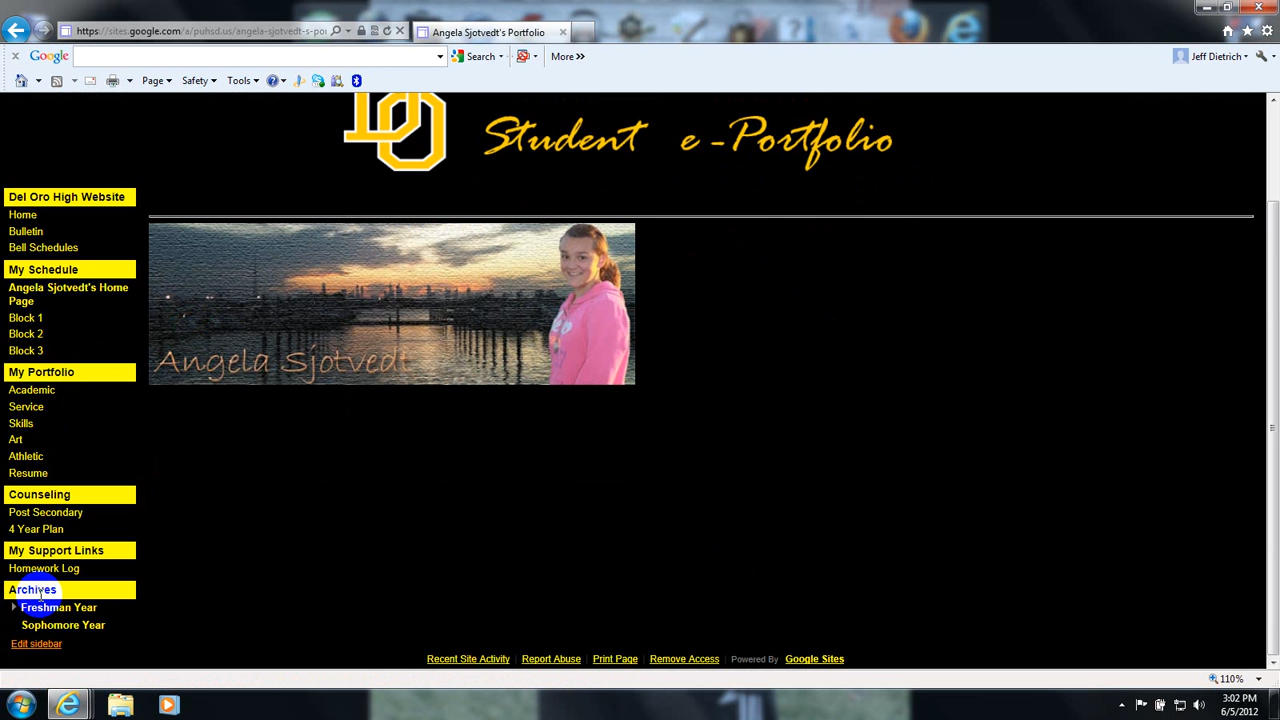 https://sites.google.com/a/puhsd.us/angela-sjotvedt-s-po
Angela Sjotvedt's Portfolio
Google
Search
More »
Jeff Dietrich
Page
Safety
Tools
DO
Student e-Portfolio
Del Oro High Website
Home
Bulletin
Bell Schedules
My Schedule
Angela Sjotvedt's Home
Page
Block 1
Block 2
Block 3
My Portfolio
Academic
Service
Skills
Art
Athletic
Resume
Counseling
Post Secondary
4 Year Plan
My Support Links
Homework Log
Archives
Freshman Year
Sophomore Year
Edit sidebar
Angela Sjotvedt
Recent Site Activity | Report Abuse | Print Page | Remove Access | Powered By Google Sites
110%
3:02 PM
6/5/2012